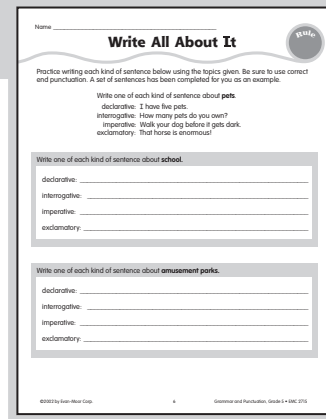 Name
Write All About It
Rule
Practice writing each kind of sentence below using the topics given. Be sure to use correct
end punctuation. A set of sentences has been completed for you as an example.
Write one of each kind of sentence about pets.
declarative: I have five pets.
interrogative: How many pets do you own?
imperative: Walk your dog before it gets dark.
exclamatory: That horse is enormous!
Write one of each kind of sentence about school.
declarative:
interrogative:
imperative:
exclamatory:
Write one of each kind of sentence about amusement parks.
declarative:
interrogative:
imperative:
exclamatory:
©2002 by Evan-Moor Corp. 6 Grammar and Punctuation, Grade 5 • EMC 2715